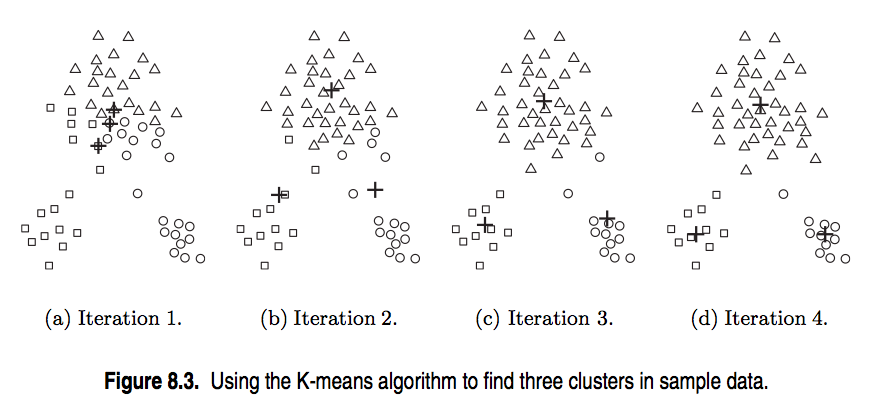 (a) Iteration 1.
(b) Iteration 2.
(c) Iteration 3.
(d) Iteration 4.
Figure 8.3. Using the K-means algorithm to find three clusters in sample data.